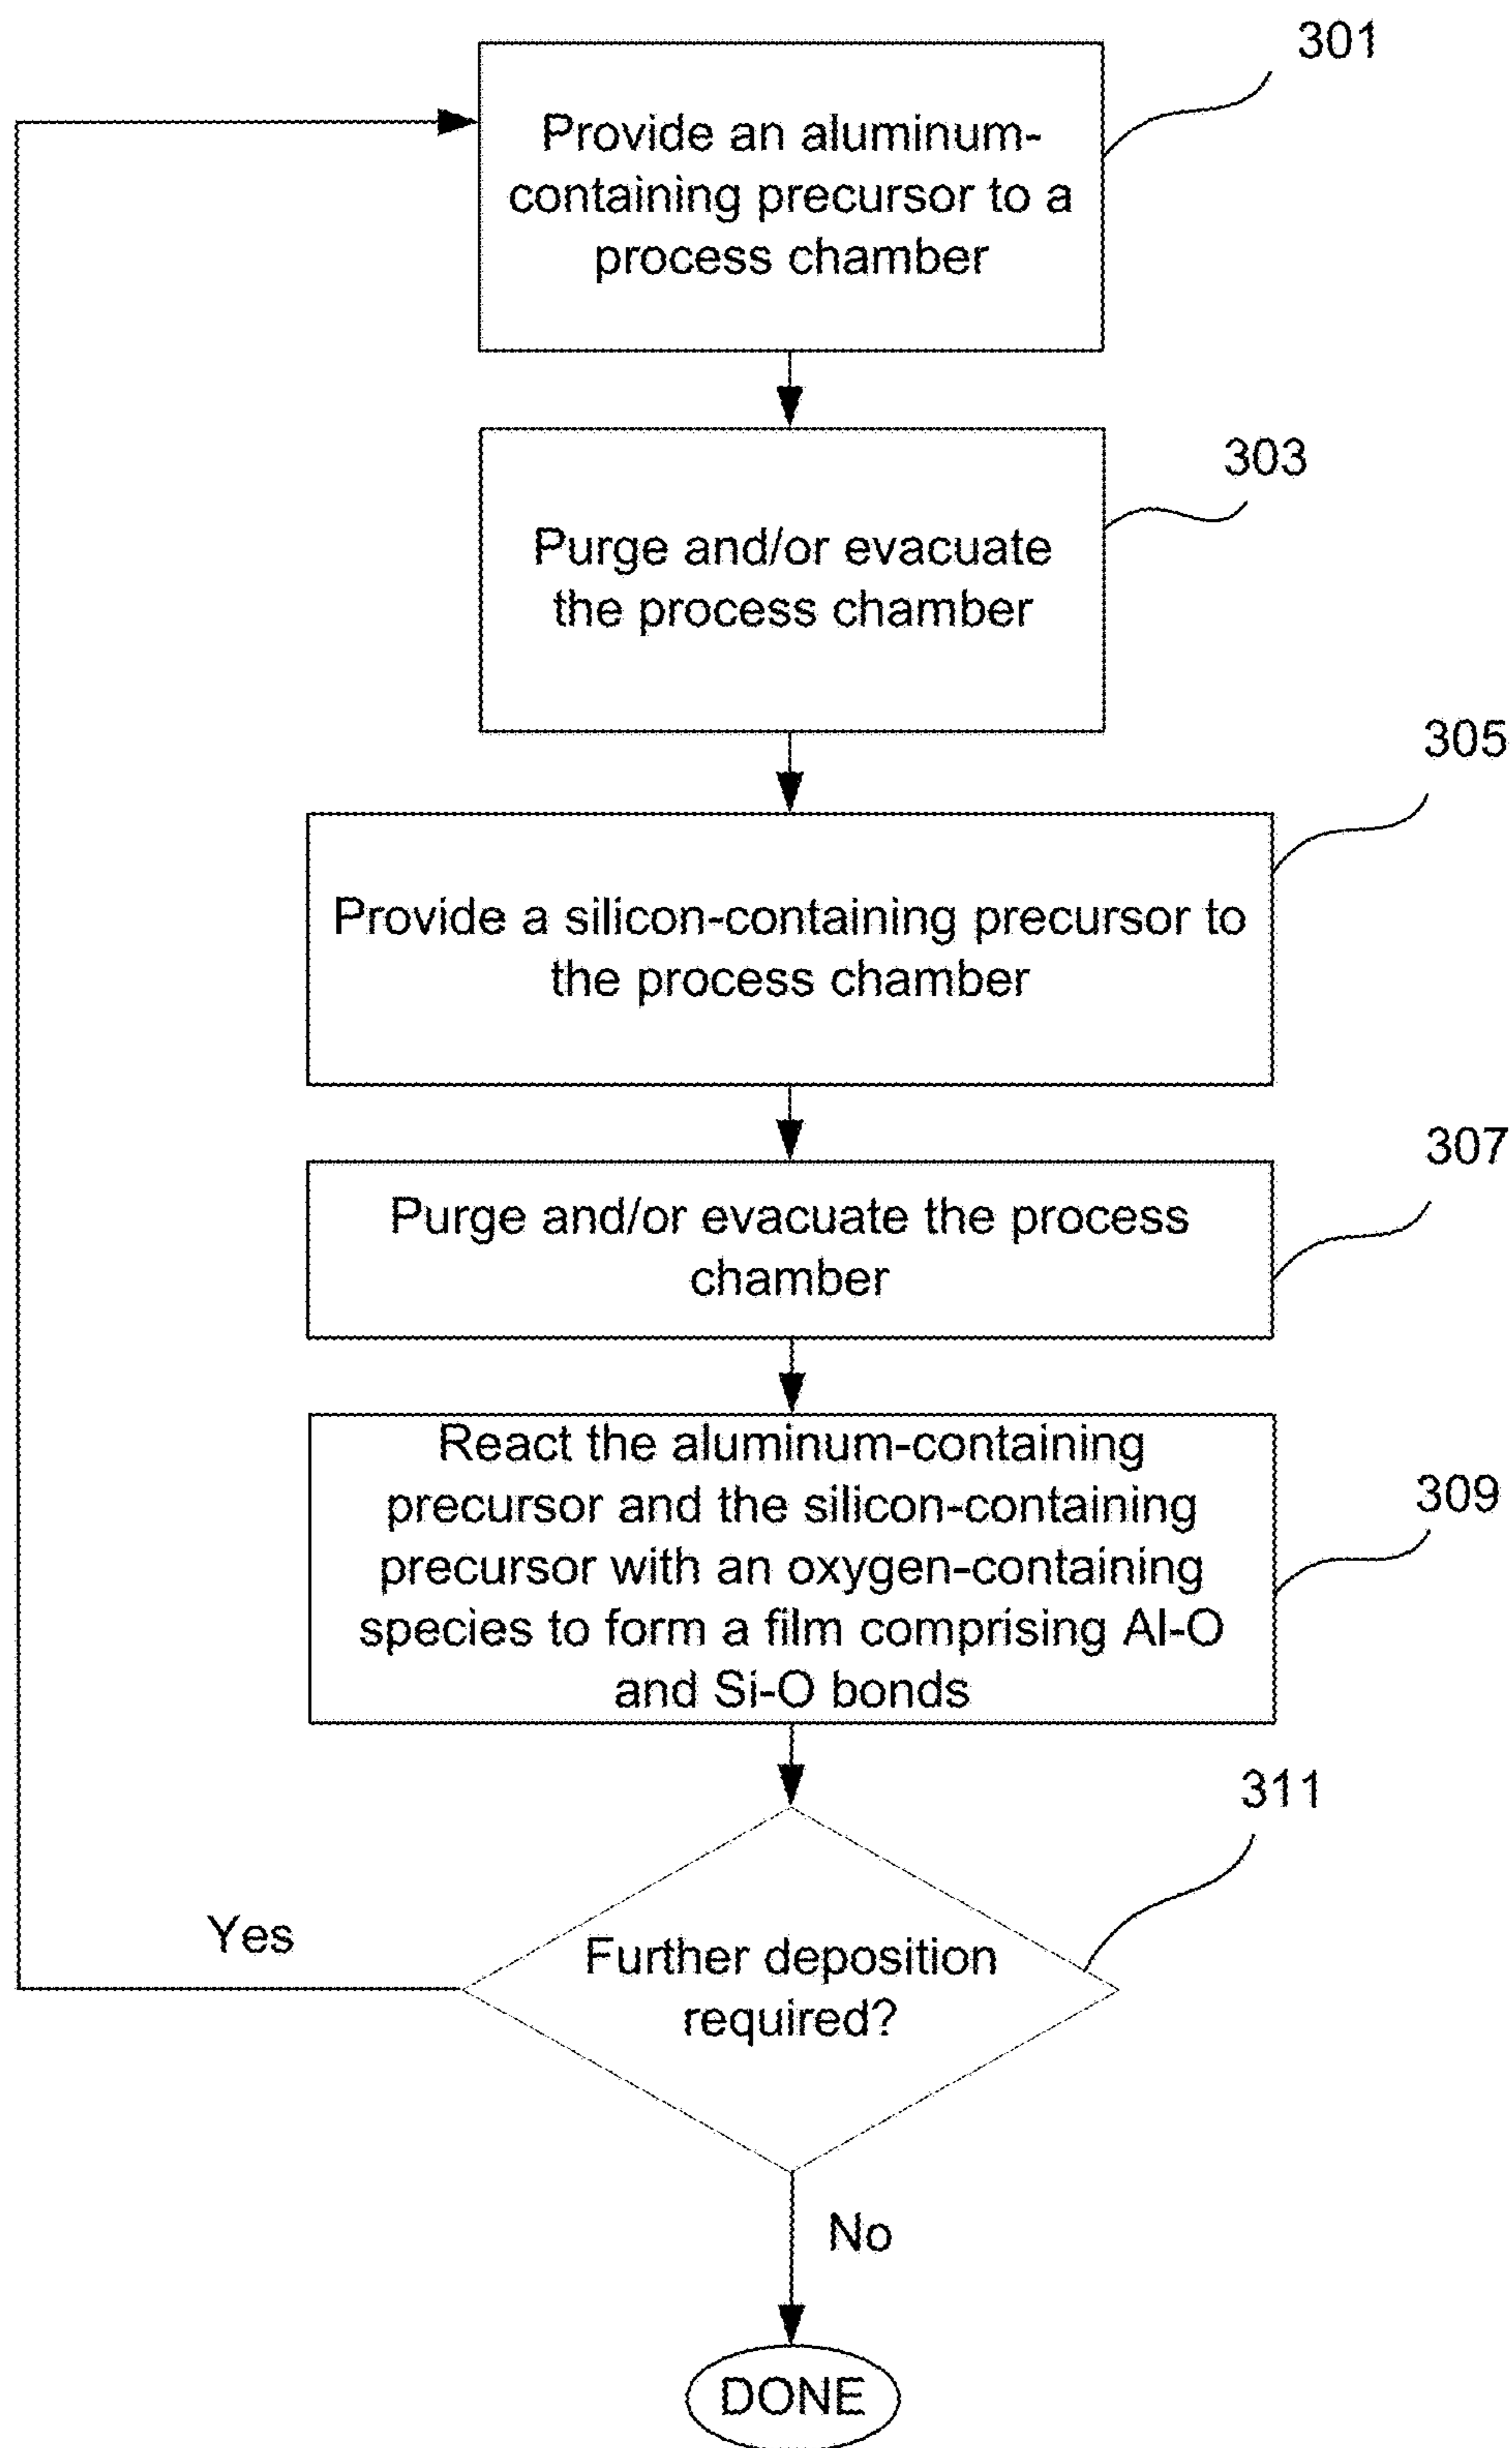 301
Provide an aluminum-
containing precursor to a
process chamber
303
Purge and/or evacuate
the process chamber
305
Provide a silicon-containing precursor to
the process chamber
307
Purge and/or evacuate the process
chamber
309
React the aluminum-containing
precursor and the silicon-containing
precursor with an oxygen-containing
species to form a film comprising Al-O
and Si-O bonds
311
Yes
Further deposition
required?
No
DONE